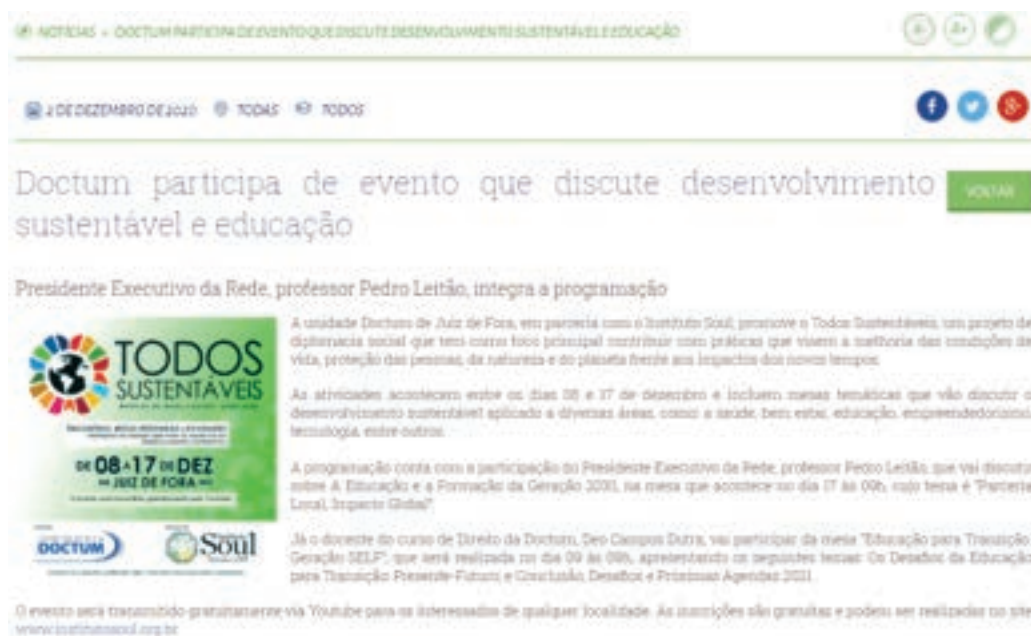 NOTÍCIAS » DOCTUM PARTICIPA DE EVENTO QUE DISCUTE DESENVOLVIMENTO SUSTENTÁVEL E EDUCAÇÃO
A- A+
2 DE DEZEMBRO DE 2020 TODAS TODOS
Doctum participa de evento que discute desenvolvimento
sustentável e educação
VOLTAR
Presidente Executivo da Rede, professor Pedro Leitão, integra a programação
TODOS
SUSTENTÁVEIS
DE 08 A 17 DE DEZ
JUIZ DE FORA
DOCTUM
Soul
A unidade Doctum de Juiz de Fora, em parceria com o Instituto Soul, promove o Todos Sustentáveis, um projeto de
diplomacia social que tem como foco principal contribuir com práticas que visem a melhoria das condições de
vida, proteção das pessoas, da natureza e do planeta frente aos impactos dos novos tempos.
As atividades acontecem entre os dias 08 e 17 de dezembro e incluem mesas temáticas que vão discutir o
desenvolvimento sustentável aplicado a diversas áreas, como a saúde, bem estar, educação, empreendedorismo,
tecnologia, entre outros.
A programação conta com a participação do Presidente Executivo da Rede, professor Pedro Leitão, que vai discutir
sobre A Educação e a Formação da Geração 2030, na mesa que acontece no dia 17 às 09h, cujo tema é "Parceria
Local, Impacto Global".
Já o docente do curso de Direito da Doctum, Deo Campos Dutra, vai participar da mesa "Educação para Transição
Geração SELF", que será realizada no dia 09 às 09h, apresentando os seguintes temas: Os Desafios da Educação
para Transição Presente-Futuro e Conclusão, Desafios e Próximas Agendas 2021.
O evento será transmitido gratuitamente via Youtube para os interessados de qualquer localidade. As inscrições são gratuitas e podem ser realizadas no site
www.institutosoul.org.br